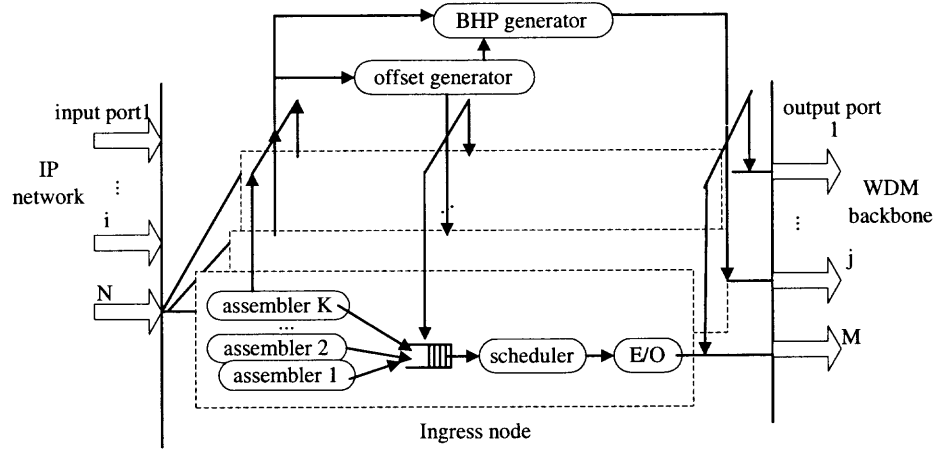 BHP generator
offset generator
input port1
output port
1
IP
network
...
WDM
backbone
...
i
j
N
...
assembler K
...
assembler 2
assembler 1
scheduler
E/O
M
Ingress node